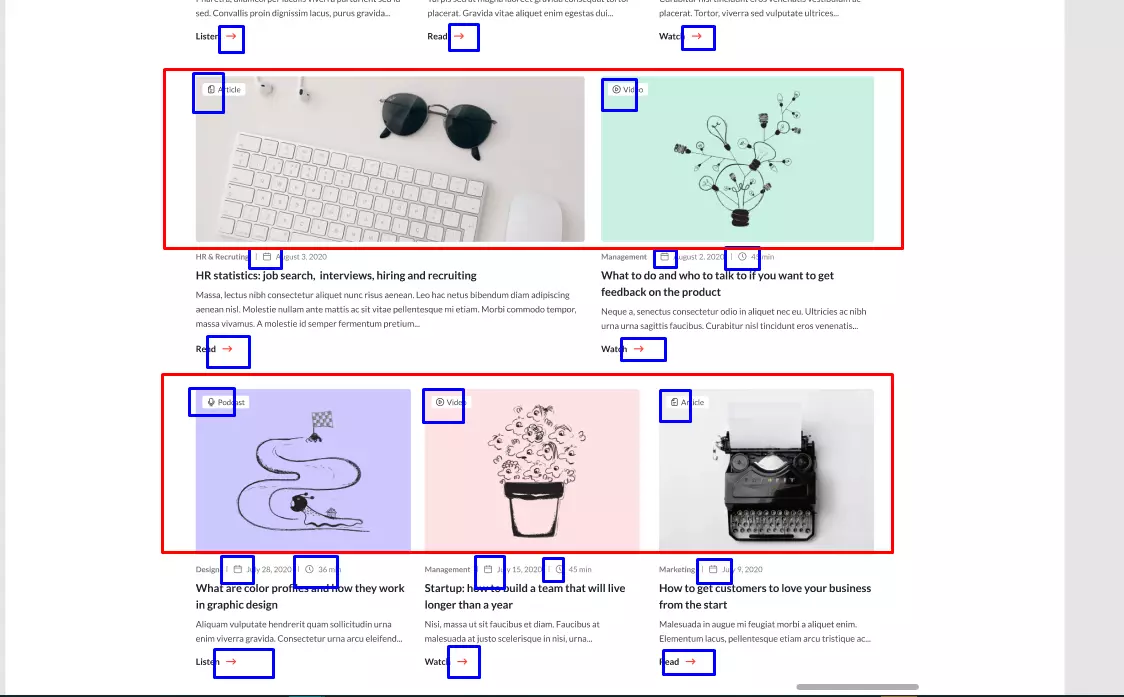 sed. Convallis proin dignissim lacus, purus gravida...
placerat. Gravida vitae aliquet enim egestas dui...
placerat. Tortor, viverra sed vulputate ultrices...
Listen
Read
Watch
Article
Video
HR & Recruting | August 3, 2020
HR statistics: job search, interviews, hiring and recruiting
Massa, lectus nibh consectetur aliquet nunc risus aenean. Leo hac netus bibendum diam adipiscing
aenean nisl. Molestie nullam ante mattis ac sit vitae pellentesque mi etiam. Morbi commodo tempor,
massa vivamus. A molestie id semper fermentum pretium...
Read
Management | August 2, 2020 | 45 min
What to do and who to talk to if you want to get
feedback on the product
Neque a, senectus consectetur odio in aliquet nec eu. Ultricies ac nibh
urna urna sagittis faucibus. Curabitur nisl tincidunt eros venenatis...
Watch
Podcast
Video
Article
Design | July 28, 2020 | 36 min
What are color profiles and how they work
in graphic design
Aliquam vulputate hendrerit quam sollicitudin urna
enim viverra gravida. Consectetur urna arcu eleifend...
Listen
Management | July 15, 2020 | 45 min
Startup: how to build a team that will live
longer than a year
Nisi, massa ut sit faucibus et diam. Faucibus at
malesuada at justo scelerisque in nisi, urna...
Watch
Marketing | July 9, 2020
How to get customers to love your business
from the start
Malesuada in augue mi feugiat morbi a aliquet enim.
Elementum lacus, pellentesque etiam arcu tristique ac...
Read